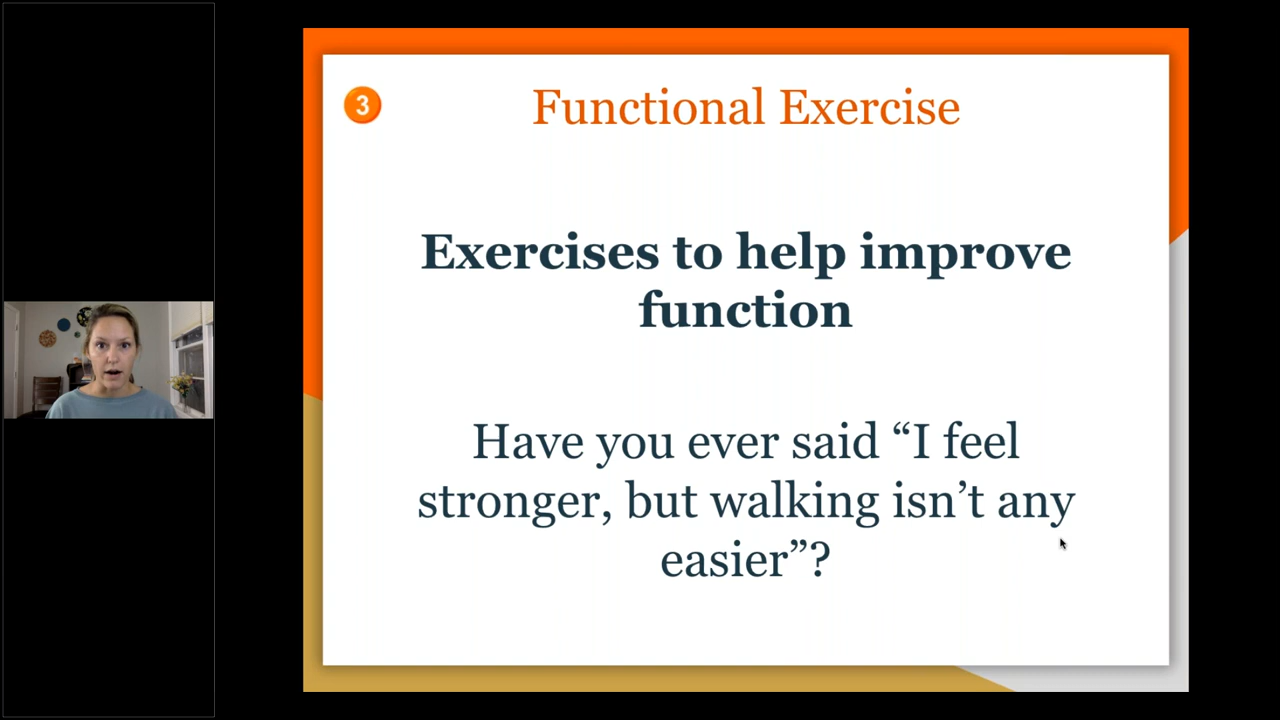 3
Functional Exercise
Exercises to help improve
function
Have you ever said “I feel
stronger, but walking isn’t any
easier”?